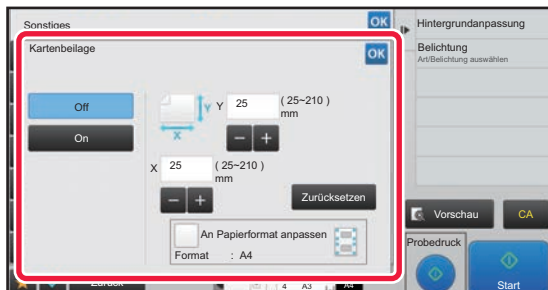 Sonstiges
OK
Kartenbeilage
OK
Off
On
Y
X
Y 25 ( 25~210 )
mm
X 25 ( 25~210 )
mm
Zurücksetzen
An Papierformat anpassen
Format : A4
Zurück
4 A3 A4
Hintergrundanpassung
Belichtung
Art/Belichtung auswählen
Vorschau
CA
Probedruck
Start